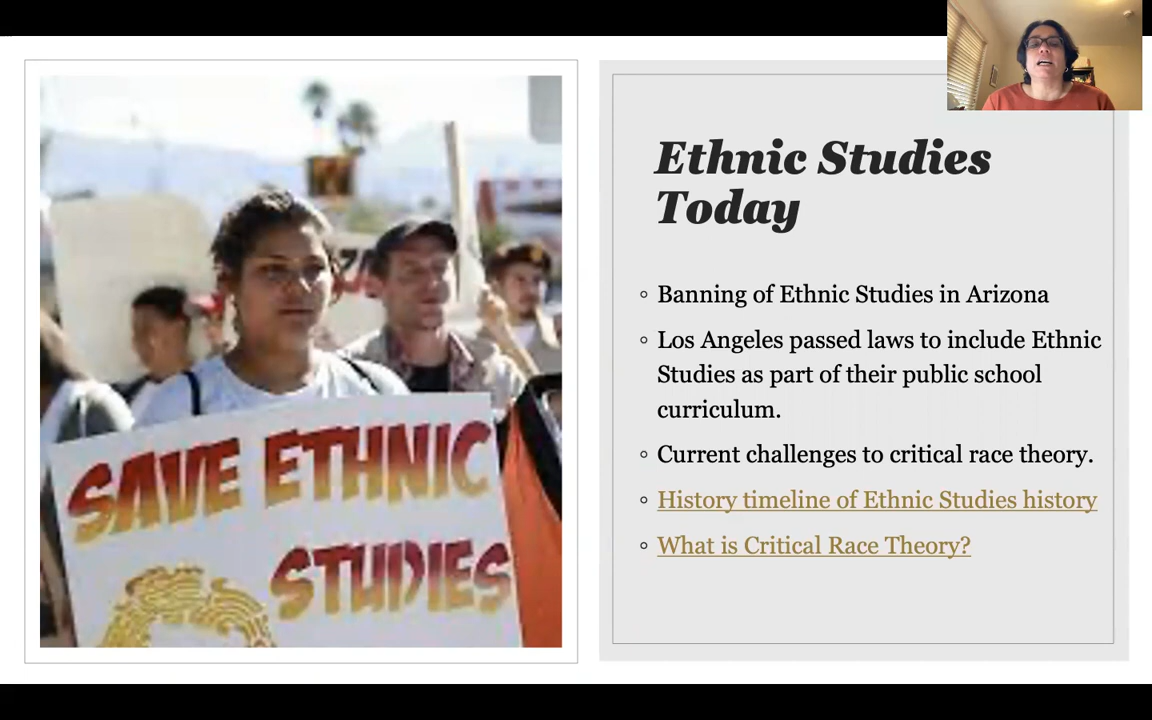 Ethnic Studies
Today
Banning of Ethnic Studies in Arizona
Los Angeles passed laws to include Ethnic
Studies as part of their public school
curriculum.
Current challenges to critical race theory.
History timeline of Ethnic Studies history
What is Critical Race Theory?
SAVE ETHNIC
STUDIES